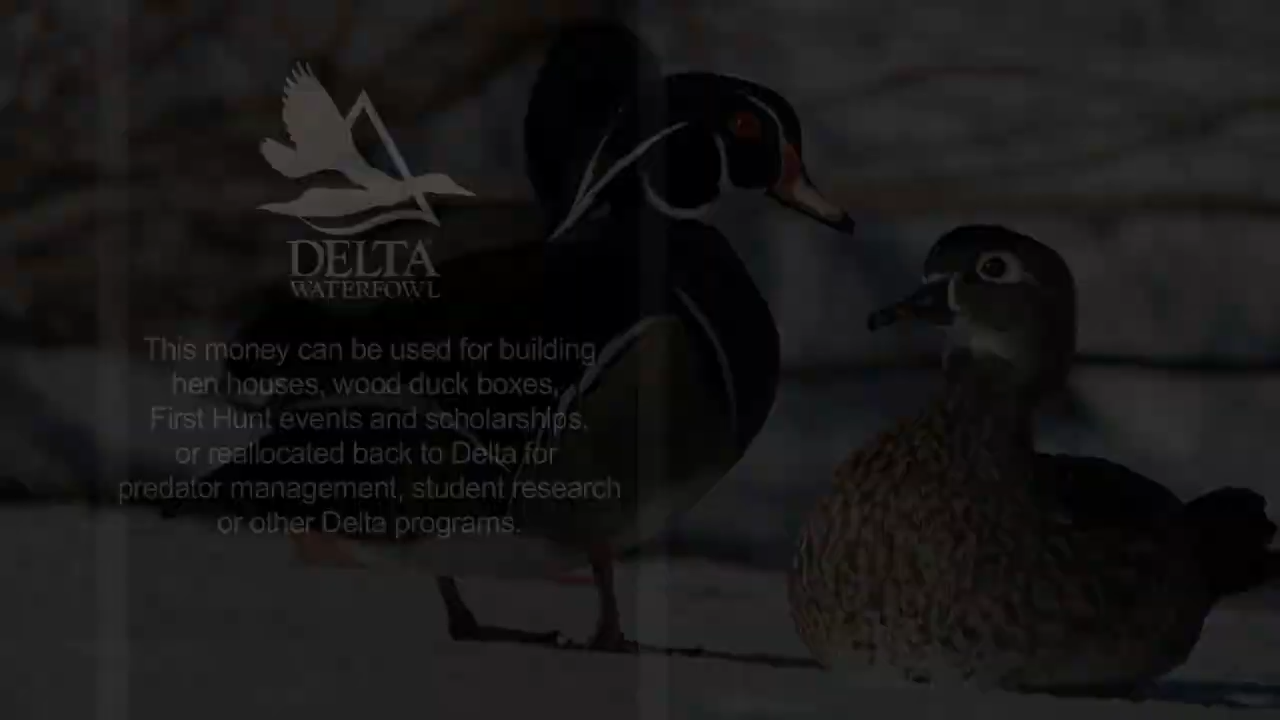 DELTA
WATERFOWL
This money can be used for building
hen houses, wood duck boxes,
First Hunt events and scholarships,
or reallocated back to Delta for
predator management, student research
or other Delta programs.